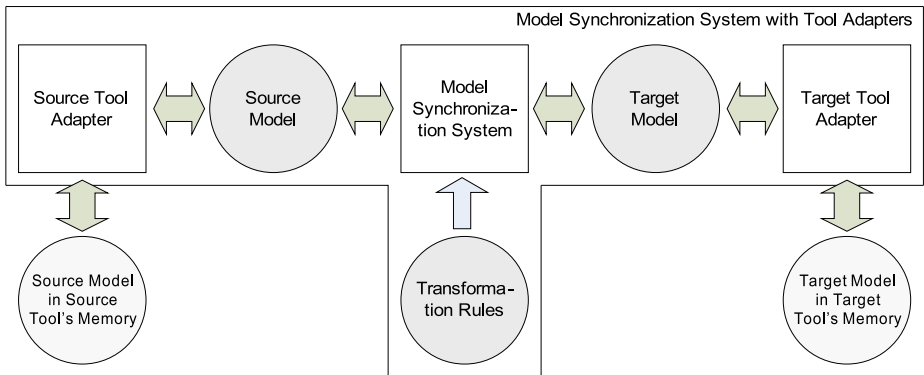 Model Synchronization System with Tool Adapters
Source Tool
Adapter
Source
Model
Model
Synchroniza-
tion System
Target
Model
Target Tool
Adapter
Source Model
in Source
Tool's Memory
Transforma-
tion Rules
Target Model
in Target
Tool's Memory